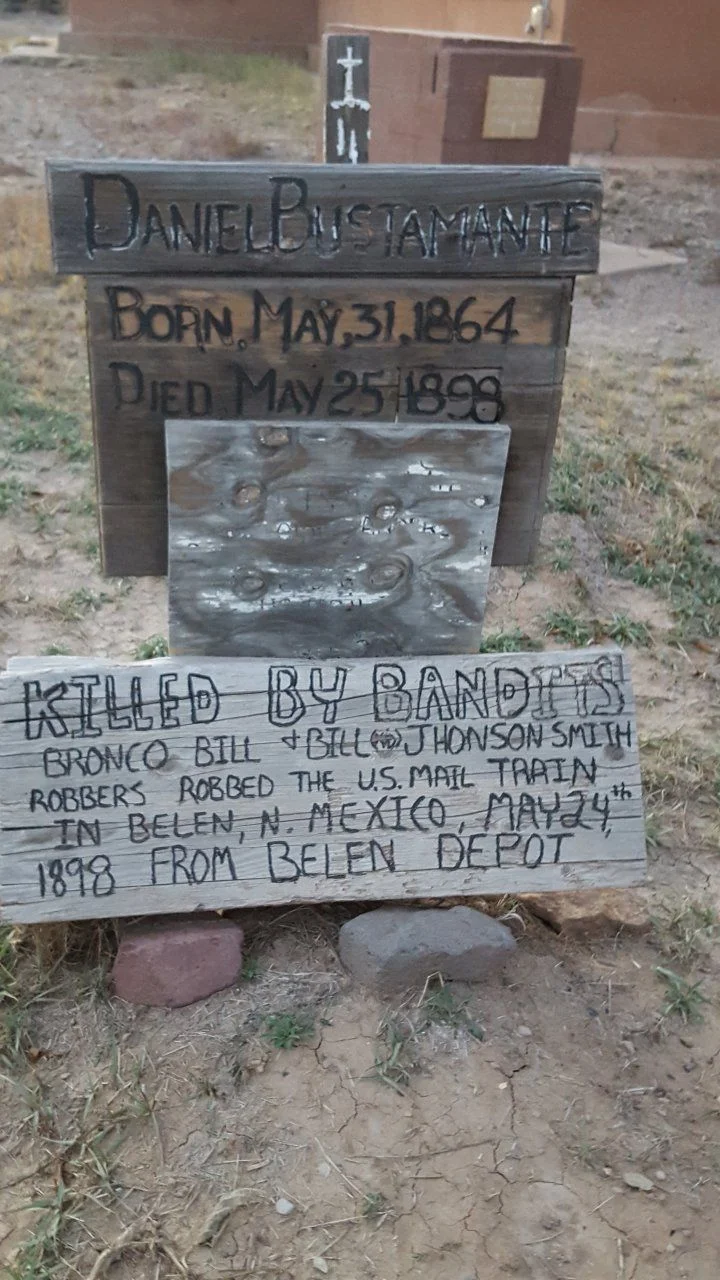 DANIEL BUSTAMANTE
BORN, MAY, 31, 1864
DIED MAY 25 1898
KILLED BY BANDITS
BRONCO BILL & BILL JHONSON SMITH
ROBBERS ROBBED THE U.S. MAIL TRAIN
IN BELEN, N. MEXICO, MAY 24th,
1898 FROM BELEN DEPOT